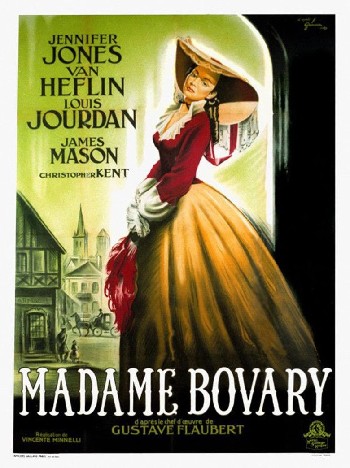 JENNIFER
JONES
VAN
HEFLIN
LOUIS
JOURDAN
JAMES
MASON
CHRISTOPHER KENT
MADAME BOVARY
d'après le chef d'œuvre de
GUSTAVE FLAUBERT
Réalisation de
VINCENTE MINNELLI